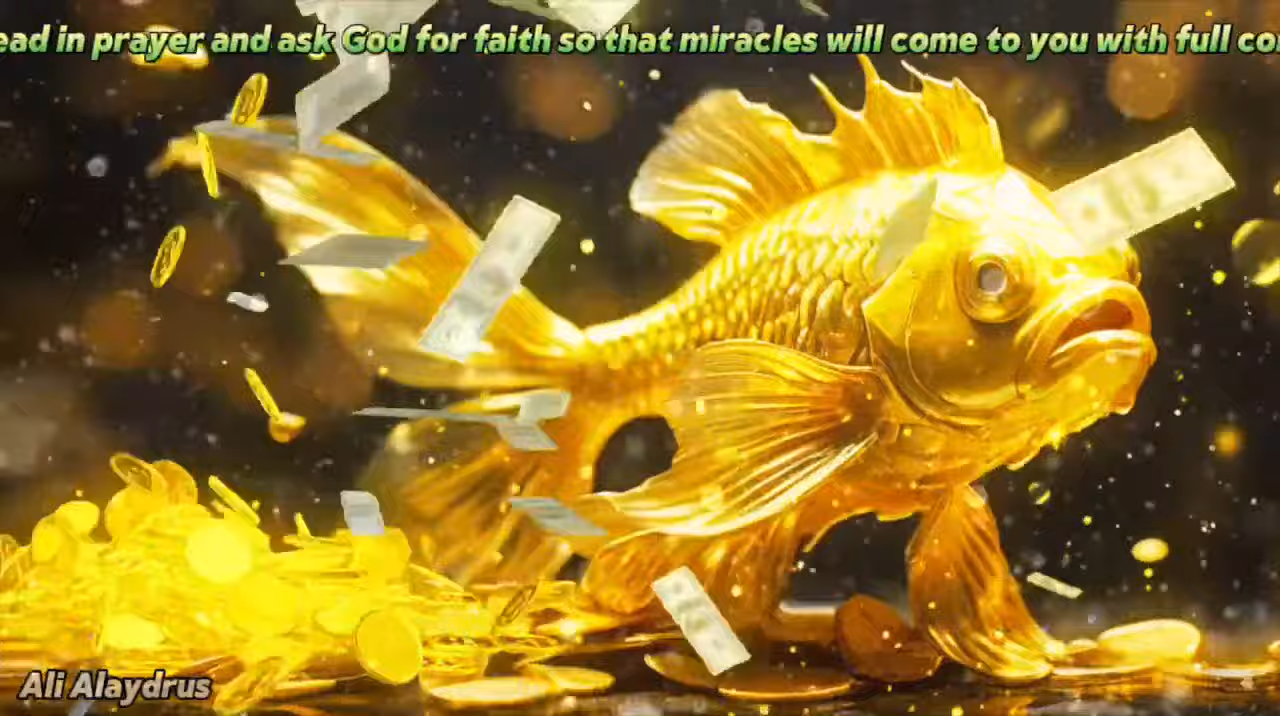 ead in prayer and ask God for faith so that miracles will come to you with full co
Ali Alaydrus